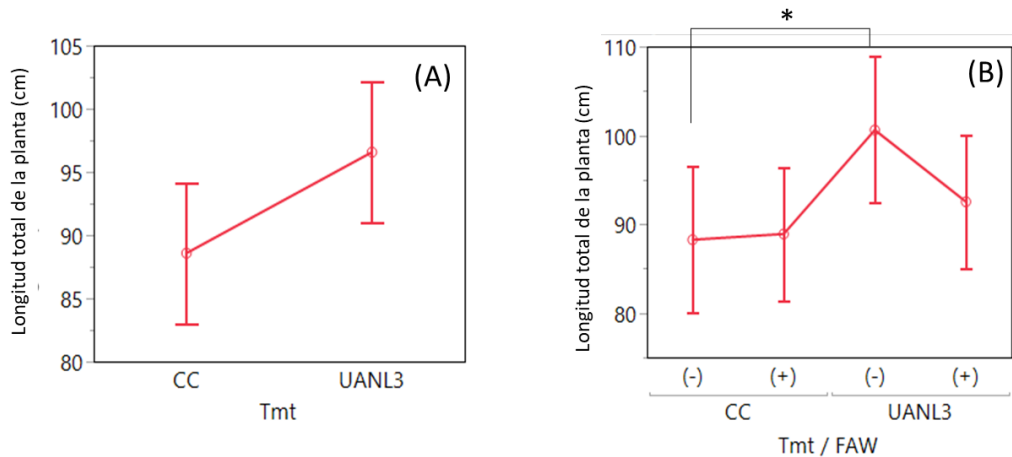 105
100
95
90
85
80
Longitud total de la planta (cm)
(A)
CC
UANL3
Tmt
*
110
100
90
80
Longitud total de la planta (cm)
(B)
(-)
(+)
(-)
(+)
CC
UANL3
Tmt / FAW